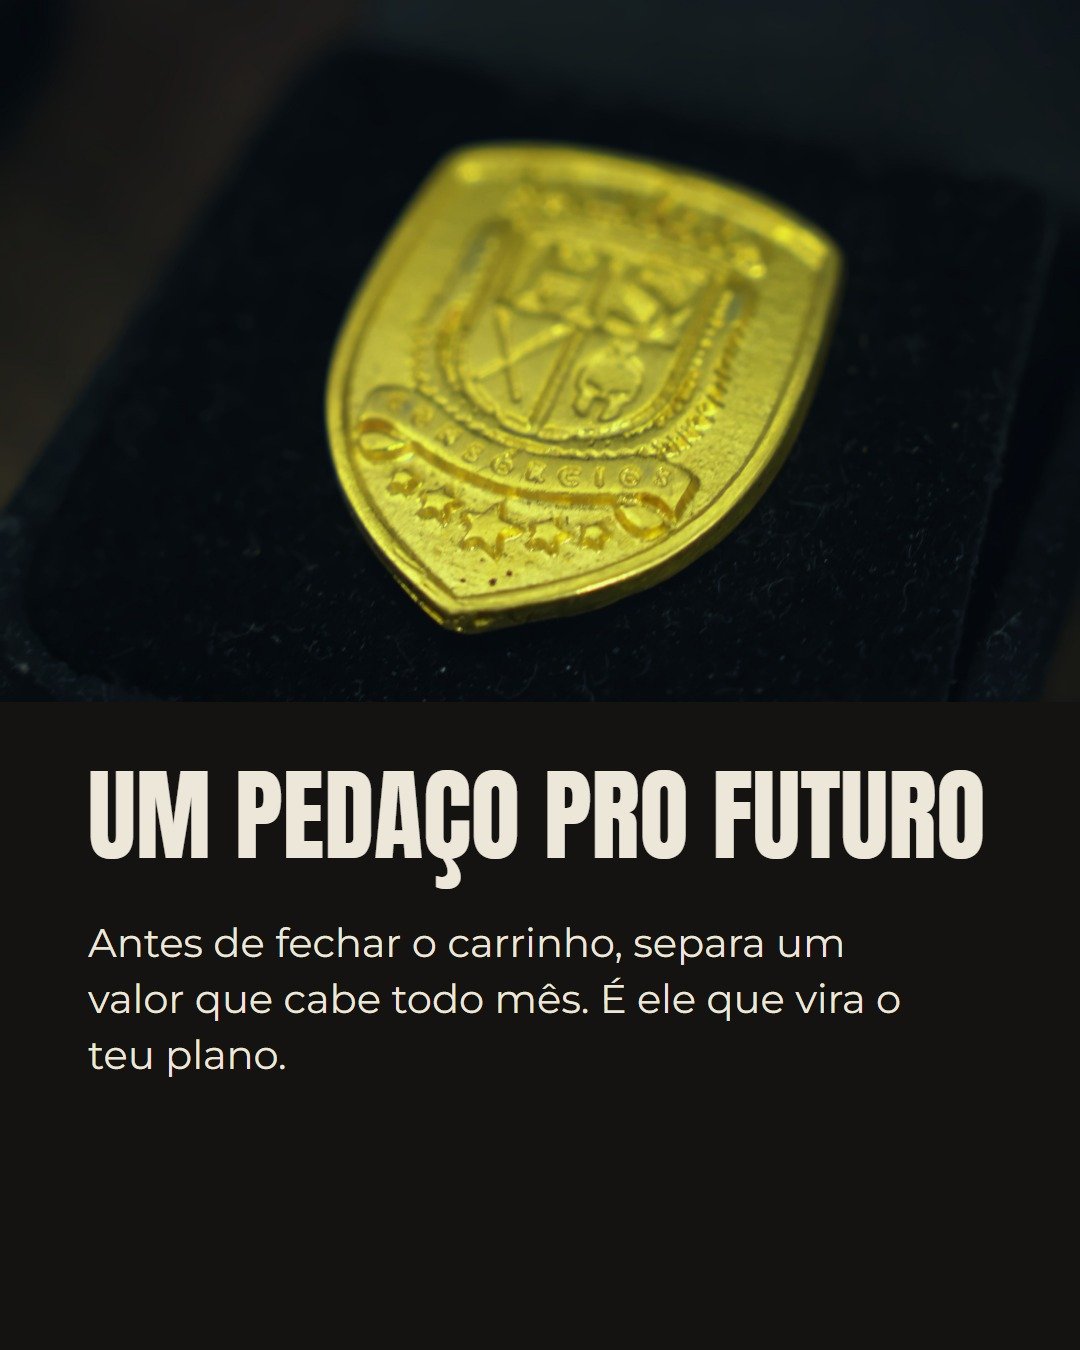 CONSÓRCIOS
UM PEDAÇO PRO FUTURO
Antes de fechar o carrinho, separa um
valor que cabe todo mês. É ele que vira o
teu plano.